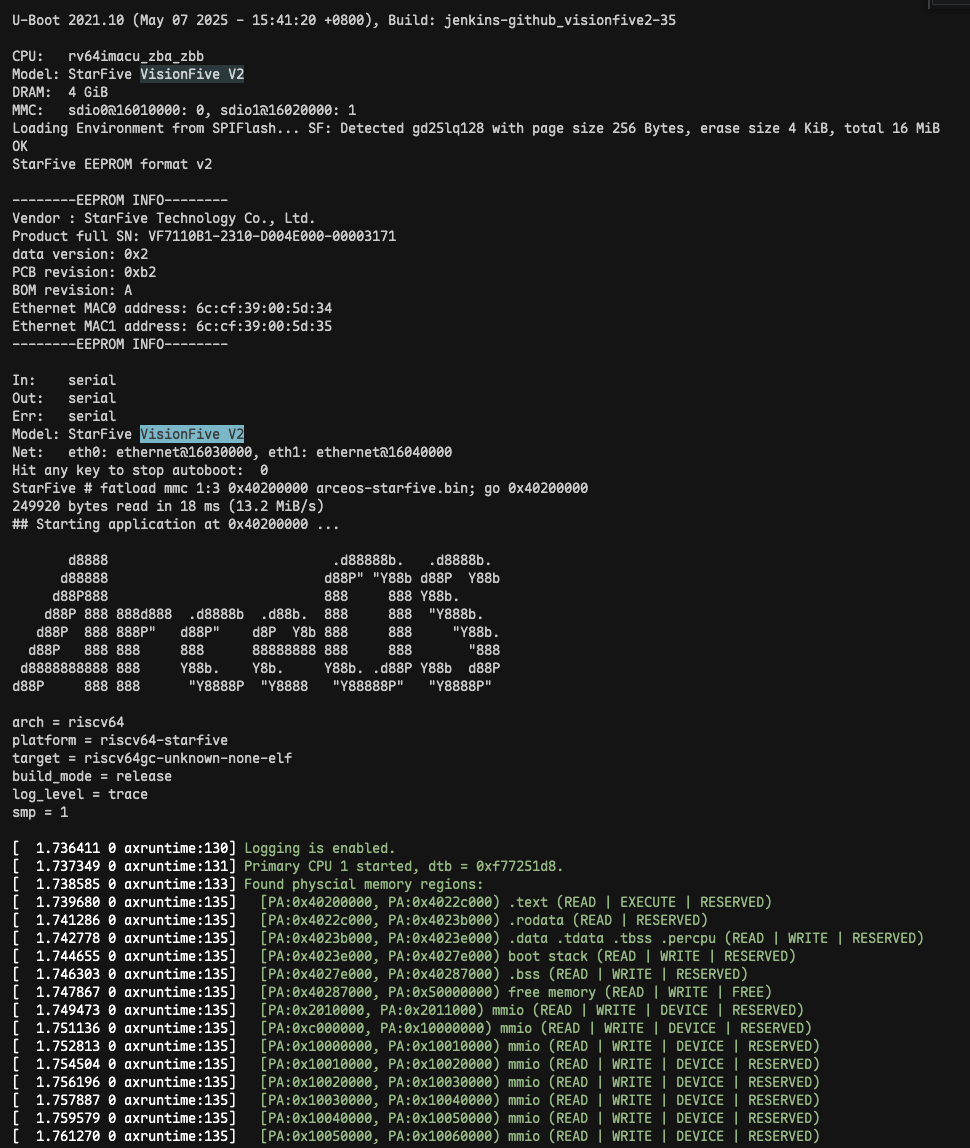 U-Boot 2021.10 (May 07 2025 - 15:41:20 +0800), Build: jenkins-github_visionfive2-35

CPU:   rv64imacu_zba_zbb
Model: StarFive VisionFive V2
DRAM:  4 GiB
MMC:   sdio0@16010000: 0, sdio1@16020000: 1
Loading Environment from SPIFlash... SF: Detected gd25lq128 with page size 256 Bytes, erase size 4 KiB, total 16 MiB
OK
StarFive EEPROM format v2

--------EEPROM INFO--------
Vendor : StarFive Technology Co., Ltd.
Product full SN: VF7110B1-2310-D004E000-00003171
data version: 0x2
PCB revision: 0xb2
BOM revision: A
Ethernet MAC0 address: 6c:cf:39:00:5d:34
Ethernet MAC1 address: 6c:cf:39:00:5d:35
--------EEPROM INFO--------

In:    serial
Out:   serial
Err:   serial
Model: StarFive VisionFive V2
Net:   eth0: ethernet@16030000, eth1: ethernet@16040000
Hit any key to stop autoboot:  0
StarFive # fatload mmc 1:3 0x40200000 arceos-starfive.bin; go 0x40200000
249920 bytes read in 18 ms (13.2 MiB/s)
## Starting application at 0x40200000 ...

       d8888                            .d88888b.   .d8888b.
      d88888                           d88P" "Y88b d88P  Y88b
     d88P888                           888     888 Y88b.
    d88P 888 888d888  .d8888b  .d88b.  888     888  "Y888b.
   d88P  888 888P"   d88P"    d8P  Y8b 888     888     "Y88b.
  d88P   888 888     888      88888888 888     888       "888
 d8888888888 888     Y88b.    Y8b.     Y88b. .d88P Y88b  d88P
d88P     888 888      "Y8888P  "Y8888   "Y88888P"   "Y8888P"

arch = riscv64
platform = riscv64-starfive
target = riscv64gc-unknown-none-elf
build_mode = release
log_level = trace
smp = 1

[  1.736411 0 axruntime:130] Logging is enabled.
[  1.737349 0 axruntime:131] Primary CPU 1 started, dtb = 0xf77251d8.
[  1.738585 0 axruntime:133] Found physcial memory regions:
[  1.739680 0 axruntime:135]   [PA:0x40200000, PA:0x4022c000) .text (READ | EXECUTE | RESERVED)
[  1.741286 0 axruntime:135]   [PA:0x4022c000, PA:0x4023b000) .rodata (READ | RESERVED)
[  1.742778 0 axruntime:135]   [PA:0x4023b000, PA:0x4023e000) .data .tdata .tbss .percpu (READ | WRITE | RESERVED)
[  1.744655 0 axruntime:135]   [PA:0x4023e000, PA:0x4027e000) boot stack (READ | WRITE | RESERVED)
[  1.746303 0 axruntime:135]   [PA:0x4027e000, PA:0x40287000) .bss (READ | WRITE | RESERVED)
[  1.747867 0 axruntime:135]   [PA:0x40287000, PA:0x50000000) free memory (READ | WRITE | FREE)
[  1.749473 0 axruntime:135]   [PA:0x2010000, PA:0x2011000) mmio (READ | WRITE | DEVICE | RESERVED)
[  1.751136 0 axruntime:135]   [PA:0xc000000, PA:0x10000000) mmio (READ | WRITE | DEVICE | RESERVED)
[  1.752813 0 axruntime:135]   [PA:0x10000000, PA:0x10010000) mmio (READ | WRITE | DEVICE | RESERVED)
[  1.754504 0 axruntime:135]   [PA:0x10010000, PA:0x10020000) mmio (READ | WRITE | DEVICE | RESERVED)
[  1.756196 0 axruntime:135]   [PA:0x10020000, PA:0x10030000) mmio (READ | WRITE | DEVICE | RESERVED)
[  1.757887 0 axruntime:135]   [PA:0x10030000, PA:0x10040000) mmio (READ | WRITE | DEVICE | RESERVED)
[  1.759579 0 axruntime:135]   [PA:0x10040000, PA:0x10050000) mmio (READ | WRITE | DEVICE | RESERVED)
[  1.761270 0 axruntime:135]   [PA:0x10050000, PA:0x10060000) mmio (READ | WRITE | DEVICE | RESERVED)